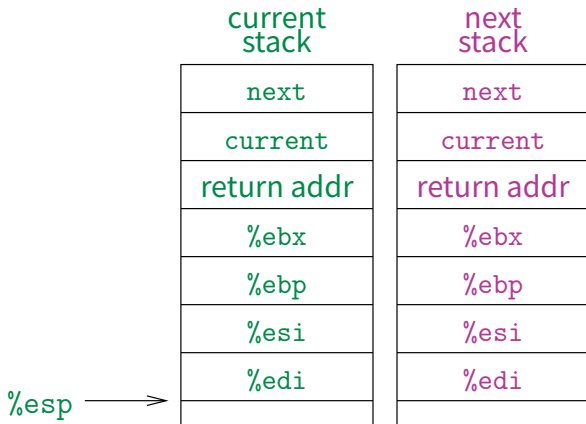 current
stack
next
stack
next
next
current
current
return addr
return addr
%ebx
%ebx
%ebp
%ebp
%esi
%esi
%edi
%edi
%esp